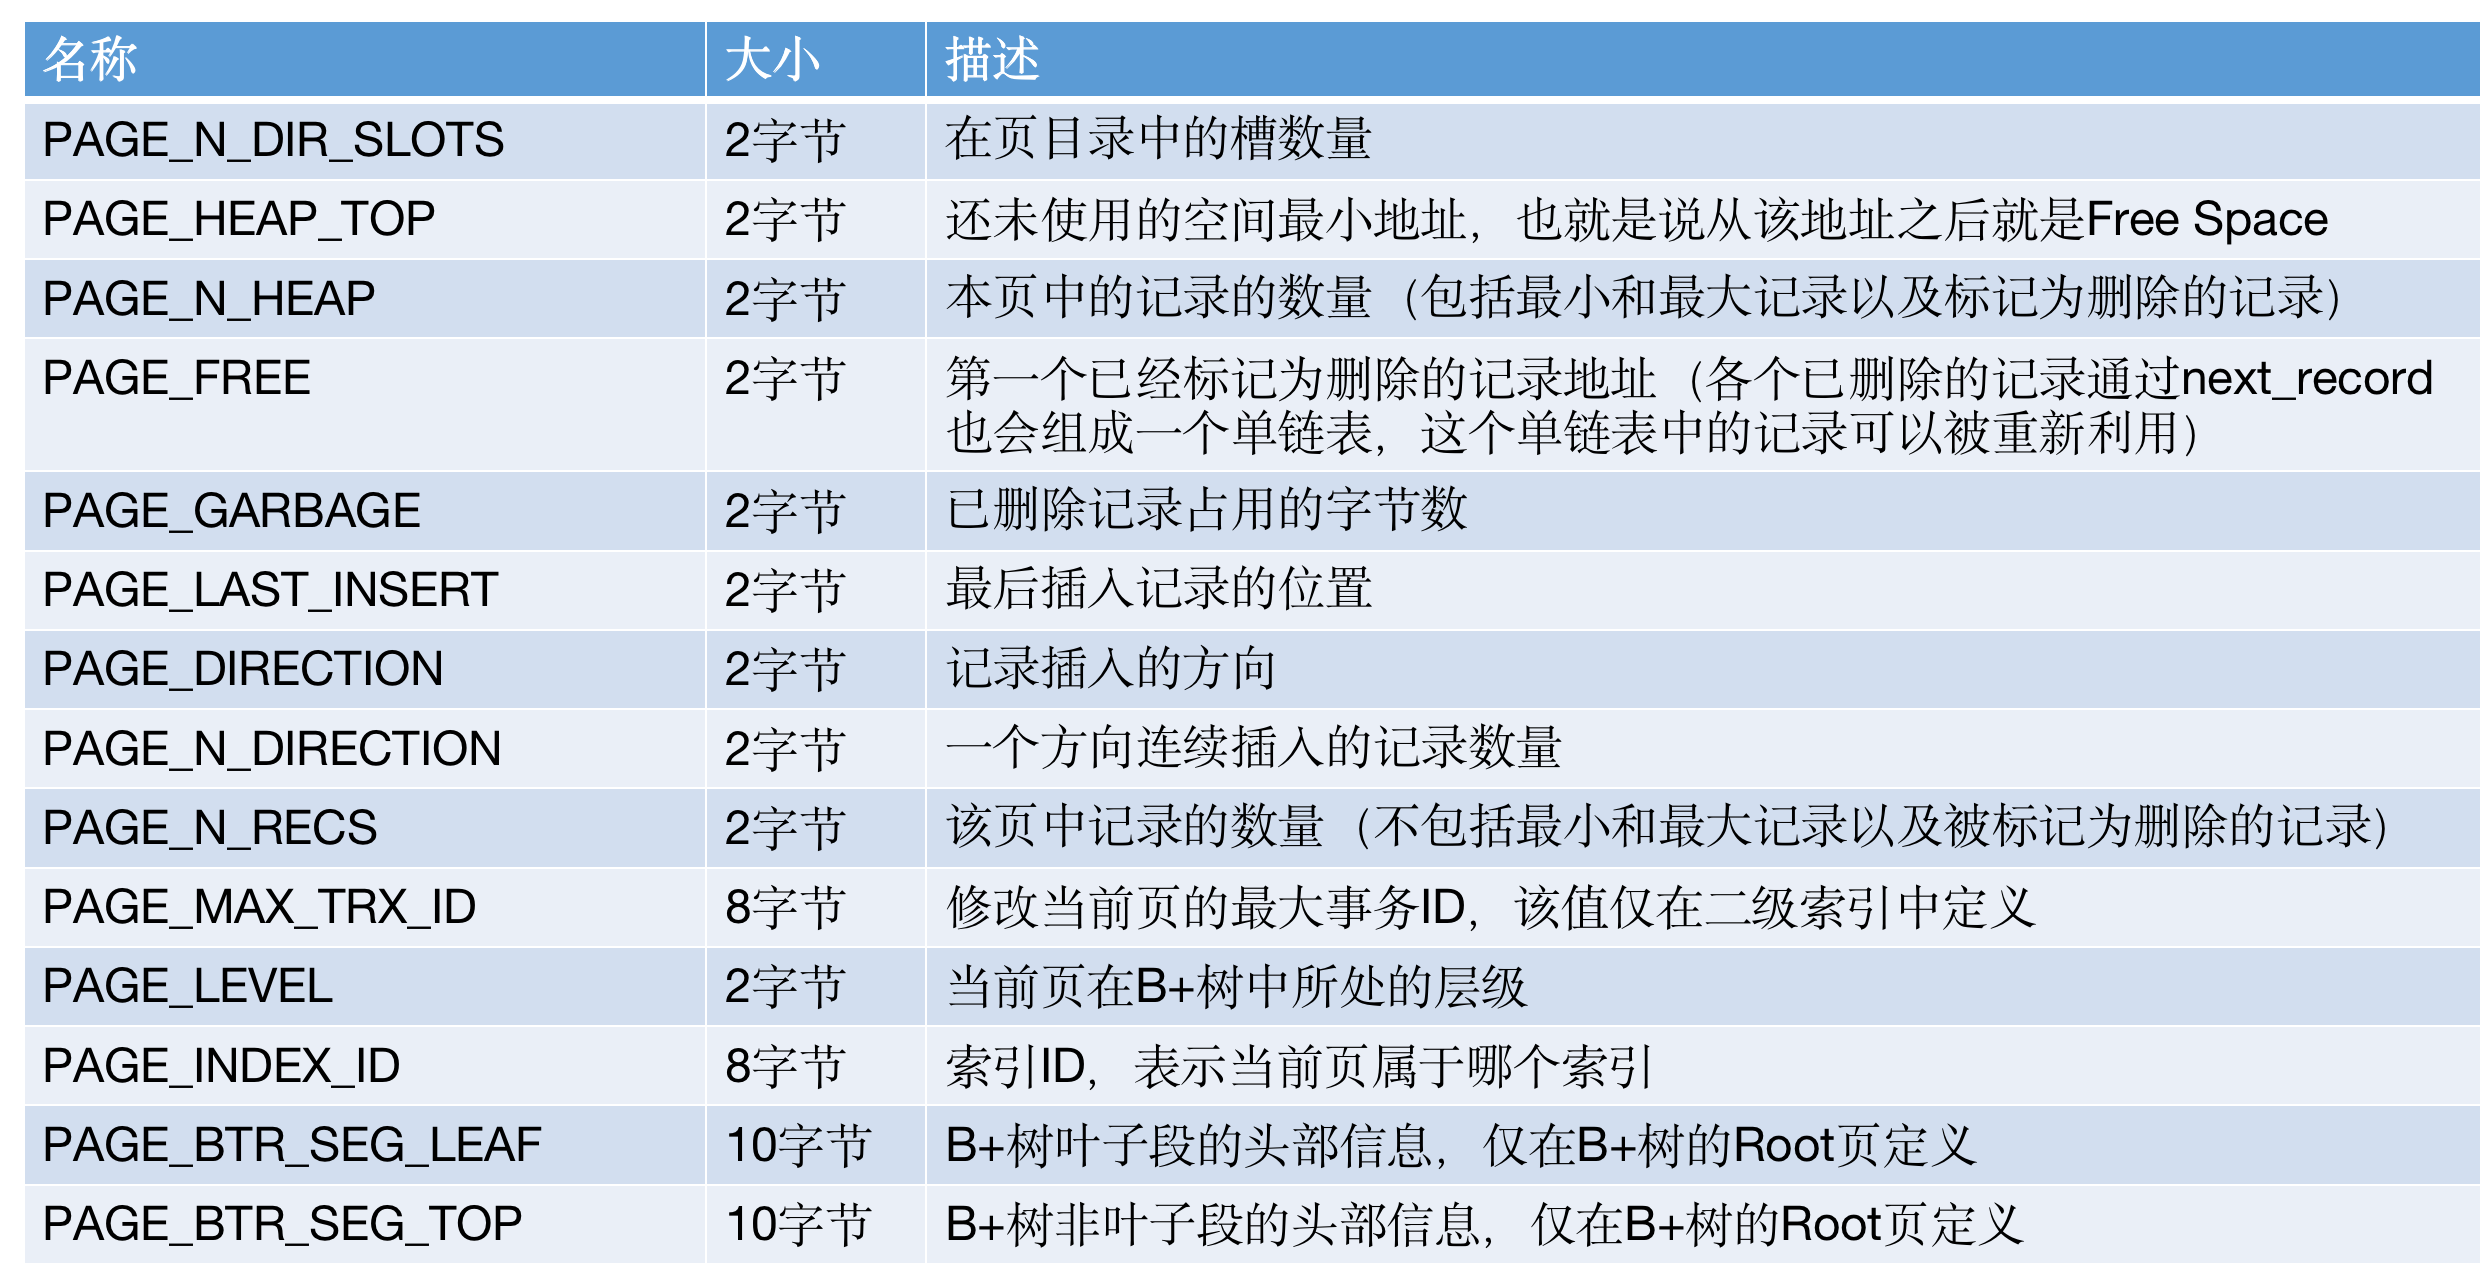 名称 大小 描述
PAGE_N_DIR_SLOTS 2字节 在页目录中的槽数量
PAGE_HEAP_TOP 2字节 还未使用的空间最小地址，也就是说从该地址之后就是Free Space
PAGE_N_HEAP 2字节 本页中的记录的数量（包括最小和最大记录以及标记为删除的记录）
PAGE_FREE 2字节 第一个已经标记为删除的记录地址（各个已删除的记录通过next_record
也会组成一个单链表，这个单链表中的记录可以被重新利用）
PAGE_GARBAGE 2字节 已删除记录占用的字节数
PAGE_LAST_INSERT 2字节 最后插入记录的位置
PAGE_DIRECTION 2字节 记录插入的方向
PAGE_N_DIRECTION 2字节 一个方向连续插入的记录数量
PAGE_N_RECS 2字节 该页中记录的数量（不包括最小和最大记录以及被标记为删除的记录）
PAGE_MAX_TRX_ID 8字节 修改当前页的最大事务ID，该值仅在二级索引中定义
PAGE_LEVEL 2字节 当前页在B+树中所处的层级
PAGE_INDEX_ID 8字节 索引ID，表示当前页属于哪个索引
PAGE_BTR_SEG_LEAF 10字节 B+树叶子段的头部信息，仅在B+树的Root页定义
PAGE_BTR_SEG_TOP 10字节 B+树非叶子段的头部信息，仅在B+树的Root页定义